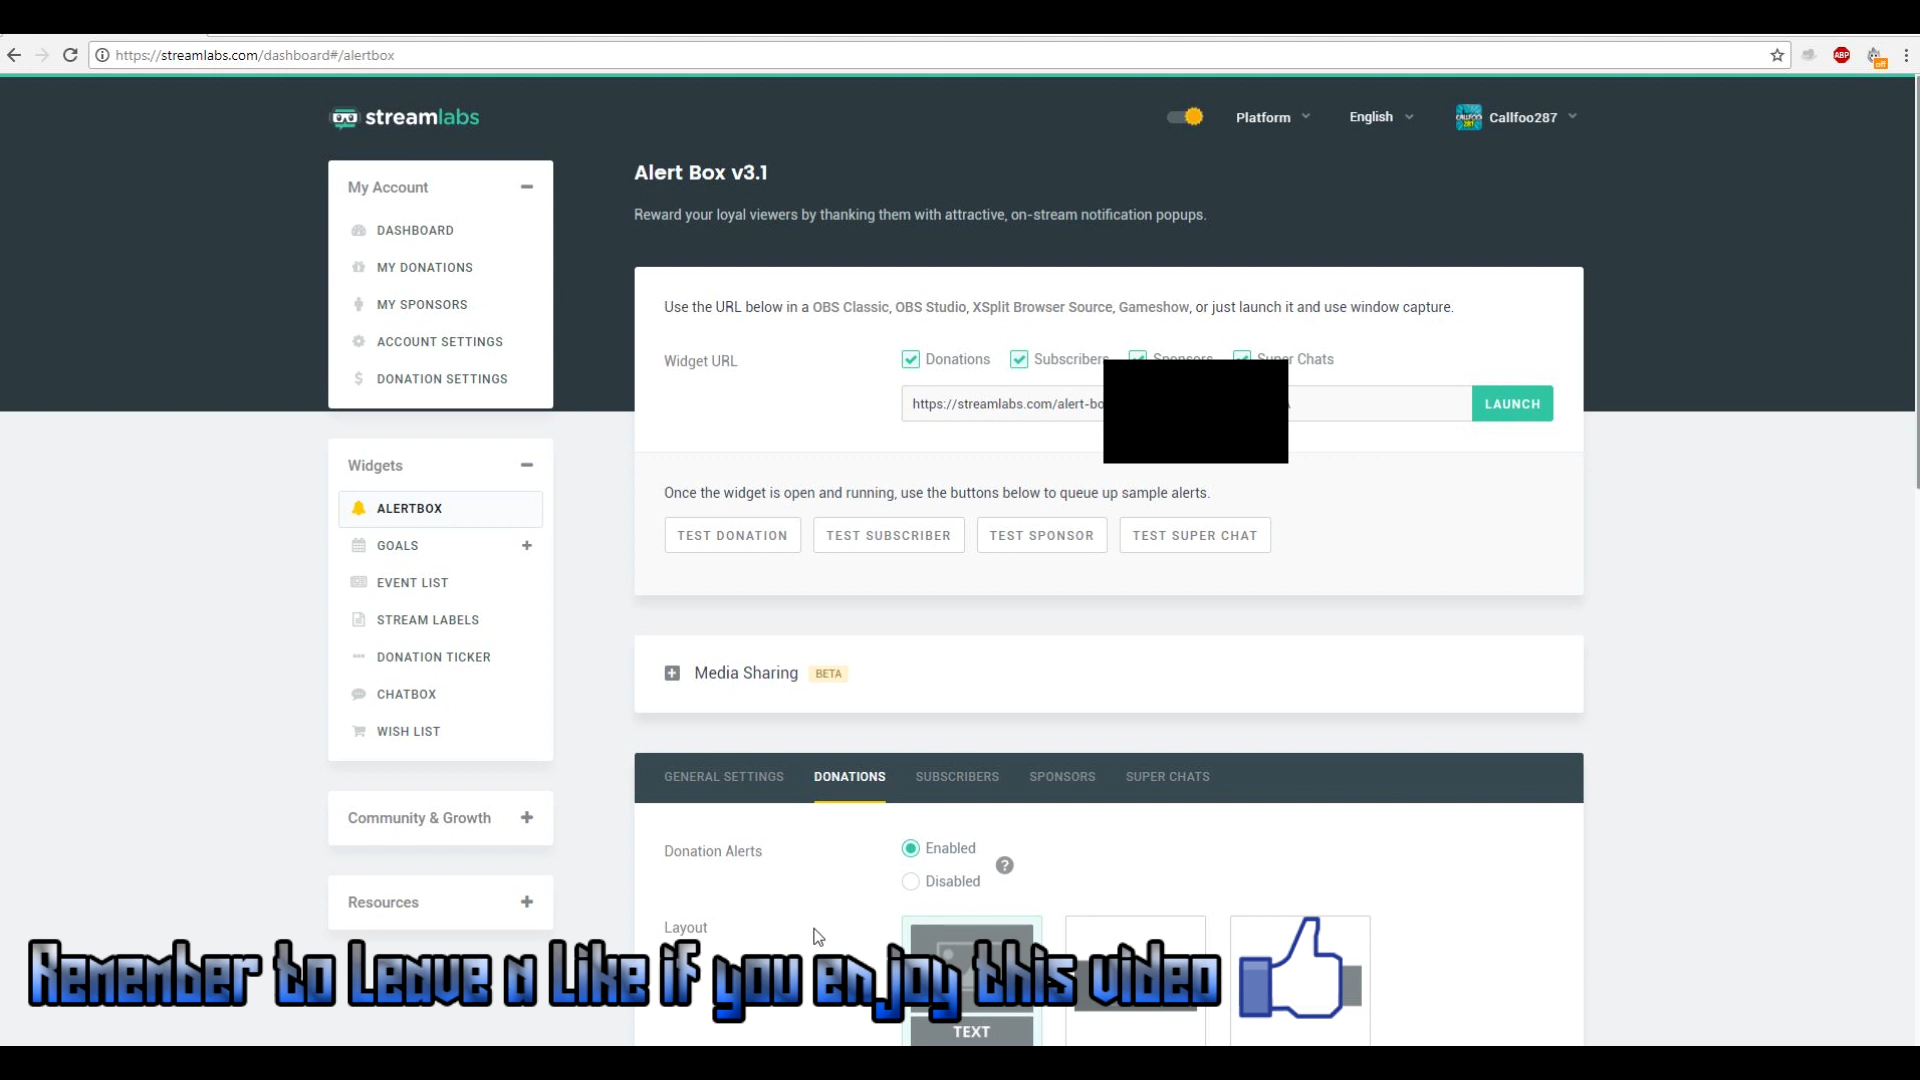 https://streamlabs.com/dashboard#/alertbox
ABP
off
streamlabs
Platform
English
Callfoo287
My Account
DASHBOARD
MY DONATIONS
MY SPONSORS
ACCOUNT SETTINGS
DONATION SETTINGS
Alert Box v3.1
Reward your loyal viewers by thanking them with attractive, on-stream notification popups.
Use the URL below in a OBS Classic, OBS Studio, XSplit Browser Source, Gameshow, or just launch it and use window capture.
Widget URL
Donations
Subscribers
Sponsors
Super Chats
https://streamlabs.com/alert-bo
LAUNCH
Once the widget is open and running, use the buttons below to queue up sample alerts.
TEST DONATION
TEST SUBSCRIBER
TEST SPONSOR
TEST SUPER CHAT
Widgets
ALERTBOX
GOALS
EVENT LIST
STREAM LABELS
DONATION TICKER
CHATBOX
WISH LIST
Media Sharing BETA
GENERAL SETTINGS
DONATIONS
SUBSCRIBERS
SPONSORS
SUPER CHATS
Community & Growth
Resources
Donation Alerts
Enabled
Disabled
Layout
Remember to Leave a Like if you enjoy this video
TEXT